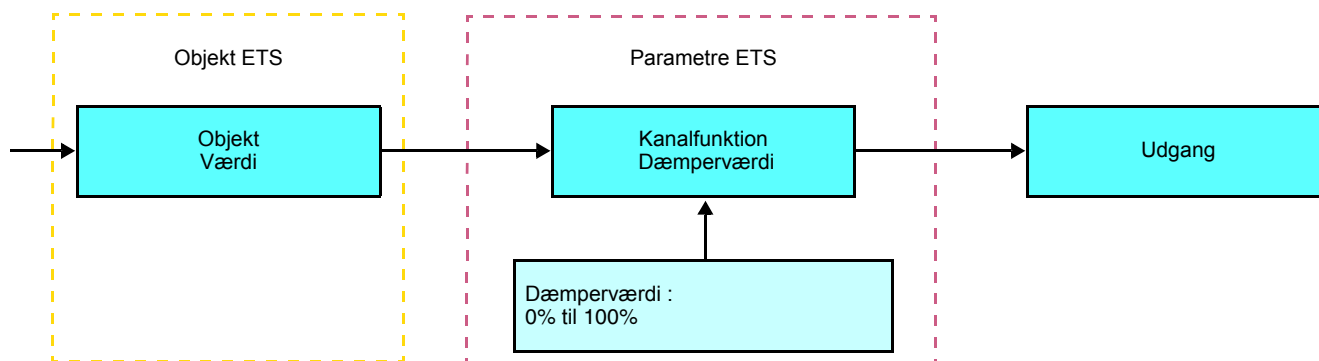 Objekt ETS
Parametre ETS
Objekt
Værdi
Kanalfunktion
Dæmperværdi
Udgang
Dæmperværdi :
0% til 100%